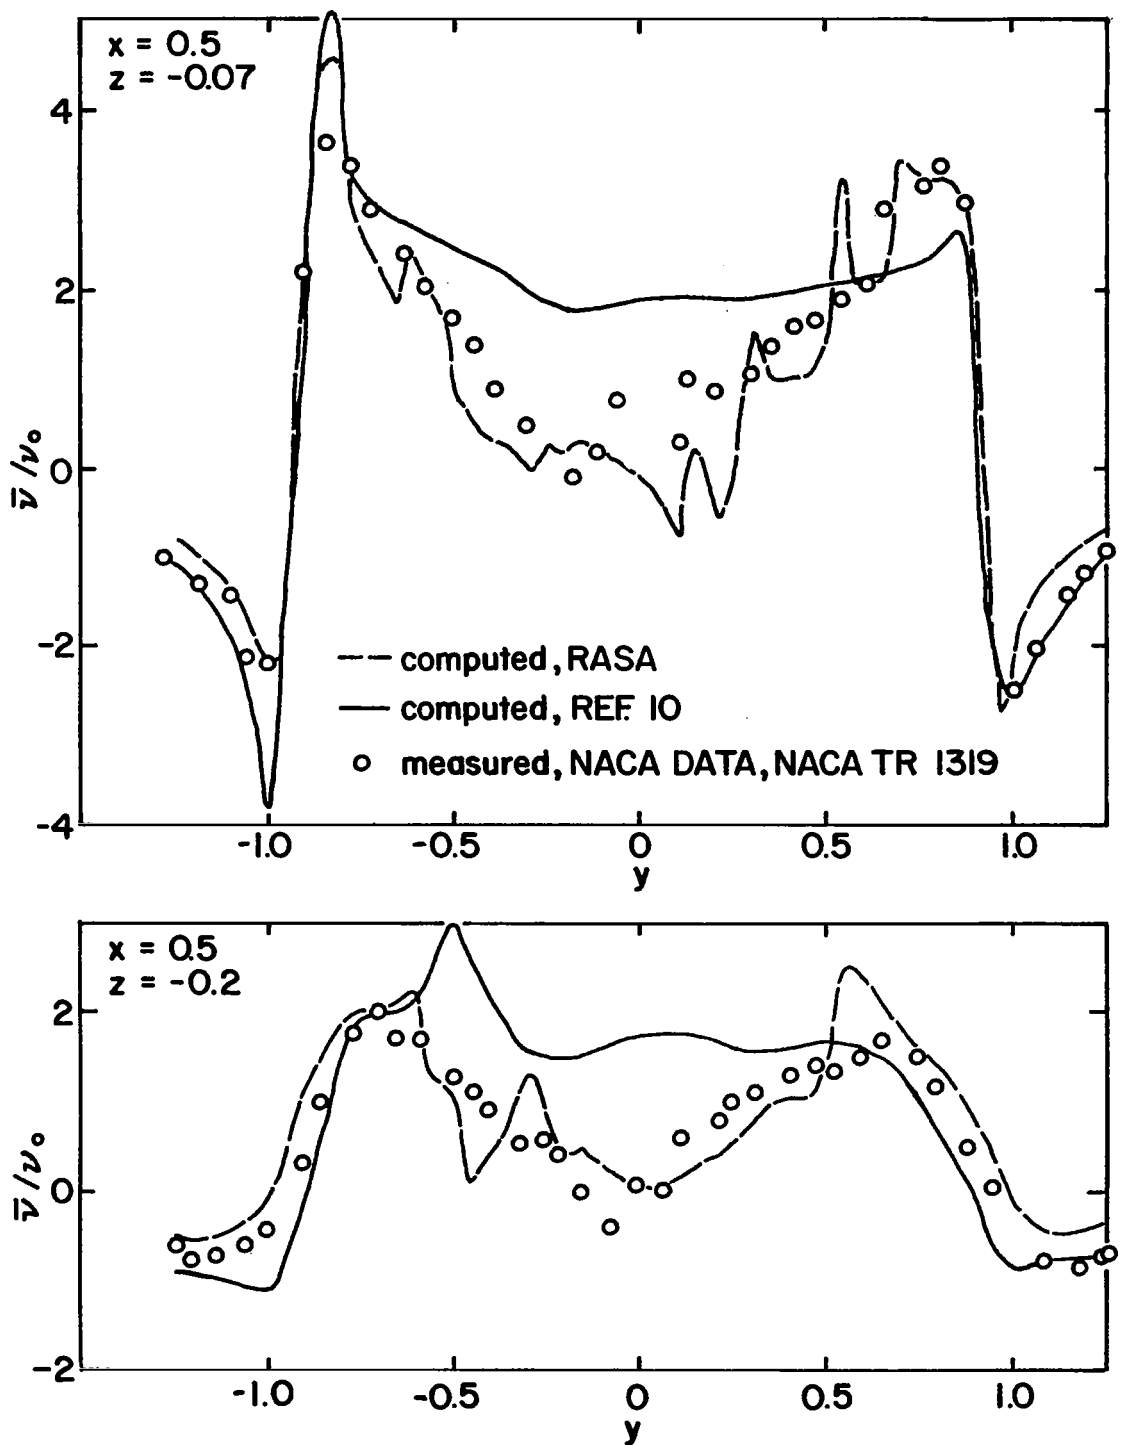 x = 0.5
z = -0.07
4
2
0
-2
-4
ν̄/νo
computed, RASA
computed, REF. 10
measured, NACA DATA, NACA TR 1319
-1.0 -0.5 0 0.5 1.0
y
x = 0.5
z = -0.2
2
0
-2
ν̄/νo
-1.0 -0.5 0 0.5 1.0
y